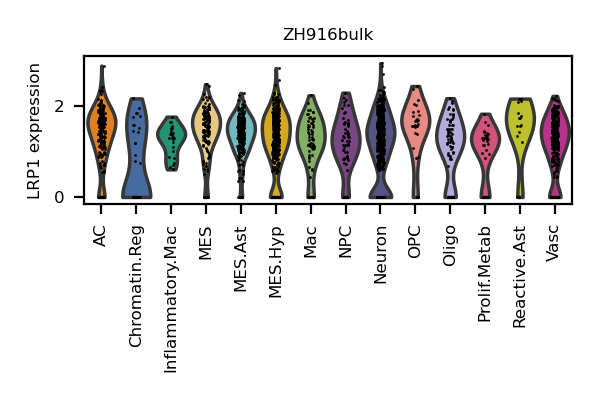 ZH916bulk
LRP1 expression
2
0
AC
Chromatin.Reg
Inflammatory.Mac
MES
MES.Ast
MES.Hyp
Mac
NPC
Neuron
OPC
Oligo
Prolif.Metab
Reactive.Ast
Vasc